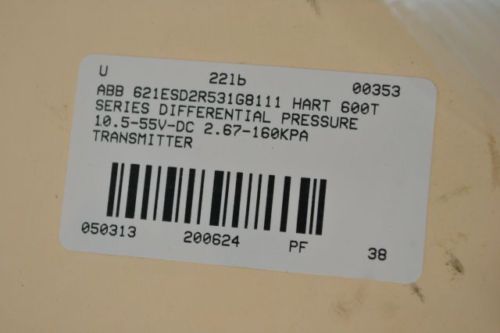 U 22lb 00353
ABB 621ESD2R531G8111 HART 600T
SERIES DIFFERENTIAL PRESSURE
10.5-55V-DC 2.67-160KPA
TRANSMITTER
050313 200624 PF 38